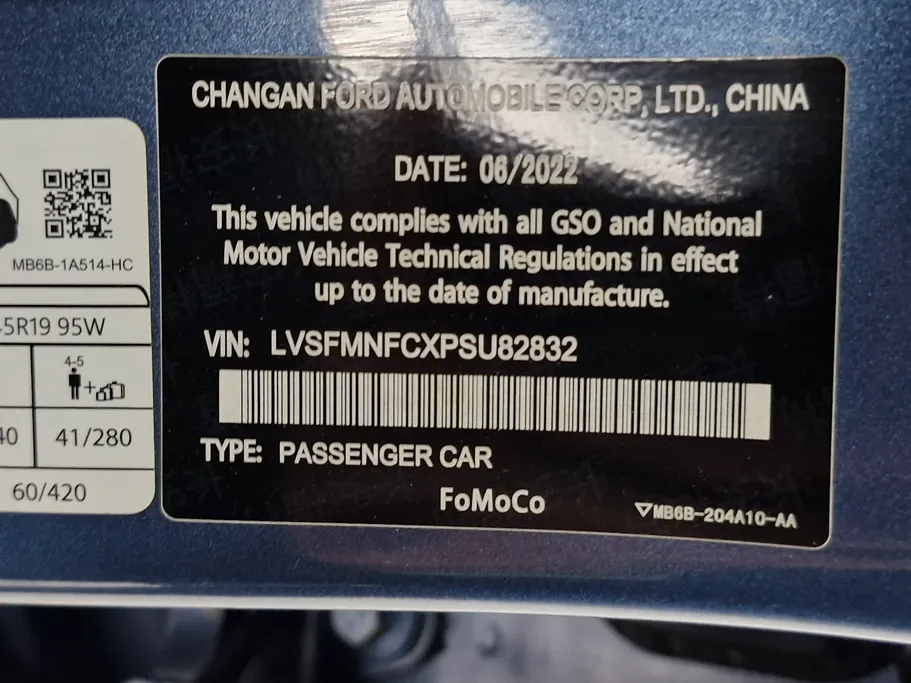 CHANGAN FORD AUTOMOBILE CORP, LTD., CHINA
DATE: 06/2022
This vehicle complies with all GSO and National
Motor Vehicle Technical Regulations in effect
up to the date of manufacture.
VIN: LVSFMNFCXPSU82832
TYPE: PASSENGER CAR
FoMoCo
MB6B-204A10-AA
MB6B-1A514-HC
5R19 95W
4-5
+
40
41/280
60/420